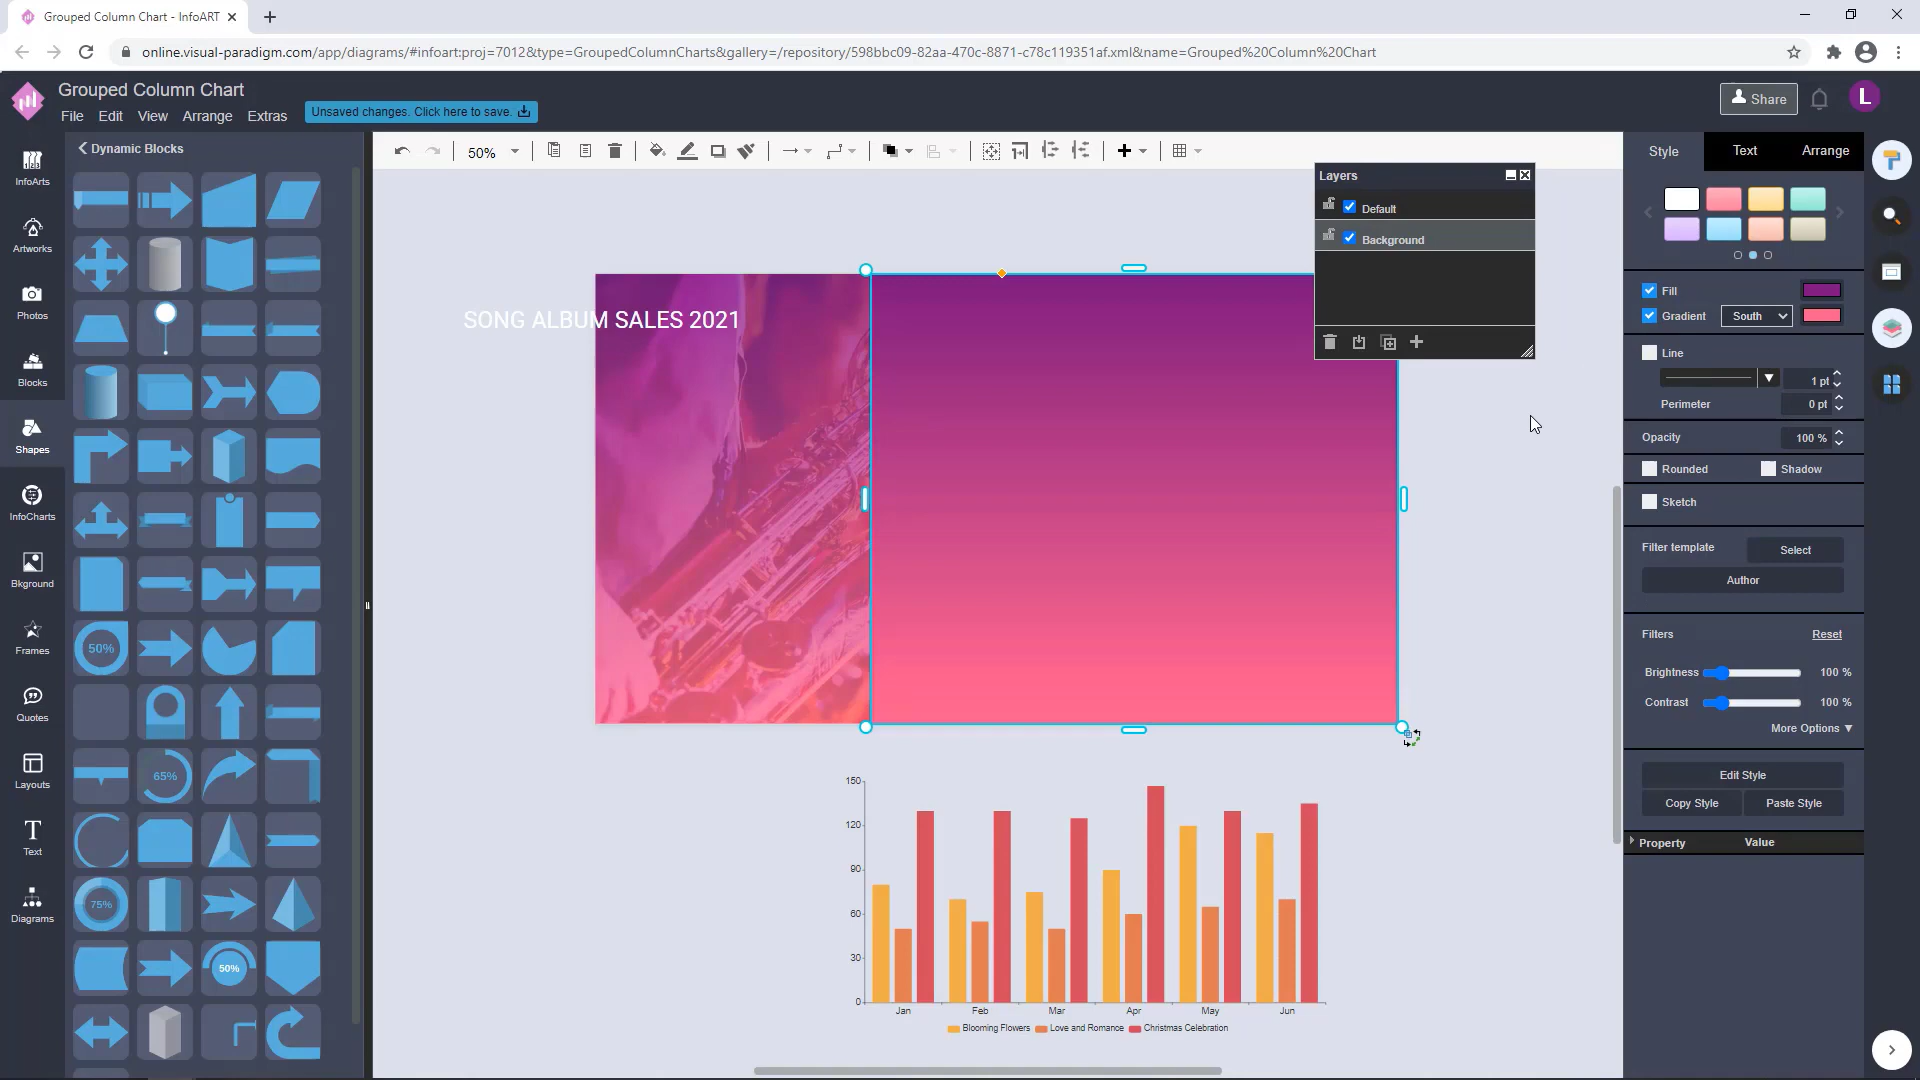 Grouped Column Chart - InfoART
online.visual-paradigm.com/app/diagrams/#infoart:proj=7012&type=GroupedColumnCharts&gallery=/repository/598bbc09-82aa-470c-8871-c78c119351af.xml&name=Grouped%20Column%20Chart
Grouped Column Chart
File Edit View Arrange Extras
Unsaved changes. Click here to save.
Share
L
Dynamic Blocks
50%
InfoArts
Artworks
Photos
Blocks
Shapes
InfoCharts
Bkground
Frames
Quotes
Layouts
Text
Diagrams
50%
65%
75%
50%
SONG ALBUM SALES 2021
Layers
Default
Background
150
120
90
60
30
0
Jan Feb Mar Apr May Jun
Blooming Flowers Love and Romance Christmas Celebration
Style Text Arrange
Fill
Gradient South
Line
1 pt
Perimeter 0 pt
Opacity 100 %
Rounded Shadow
Sketch
Filter template Select
Author
Filters Reset
Brightness 100 %
Contrast 100 %
More Options
Edit Style
Copy Style Paste Style
Property Value